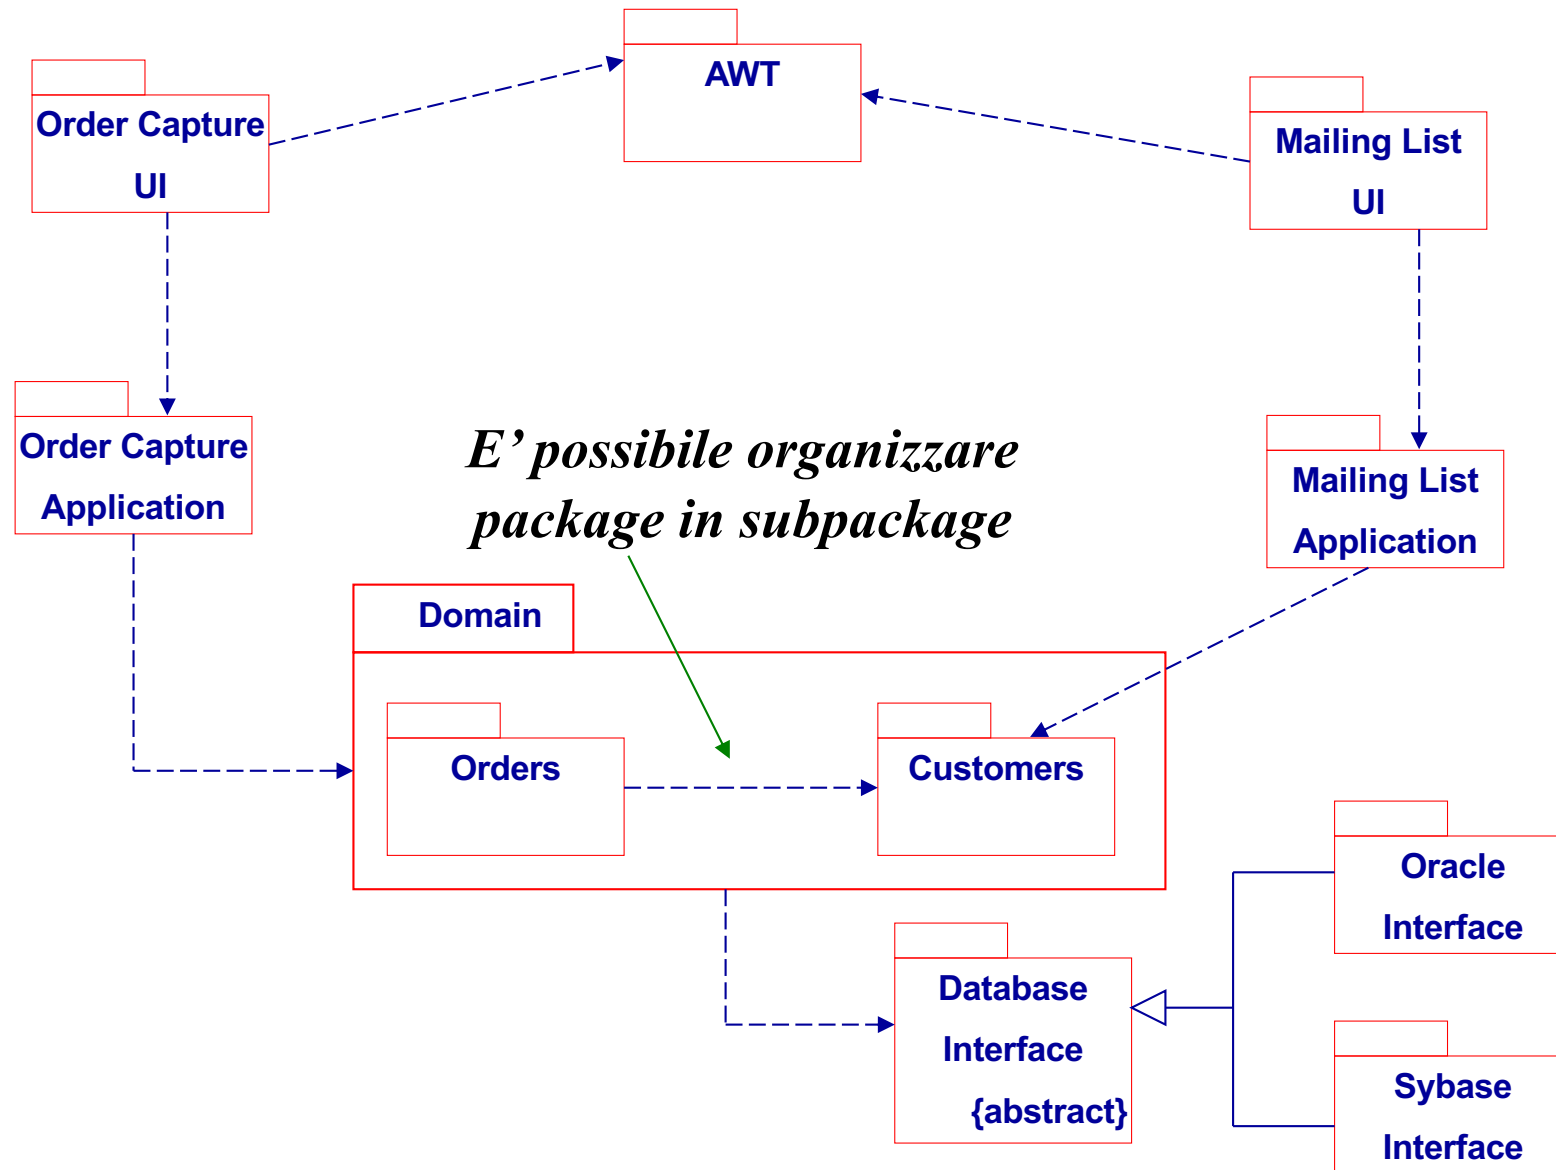 AWT
Order Capture
UI
Mailing List
UI
Order Capture
Application
E’ possibile organizzare
package in subpackage
Mailing List
Application
Domain
Orders
Customers
Oracle
Interface
Database
Interface
{abstract}
Sybase
Interface